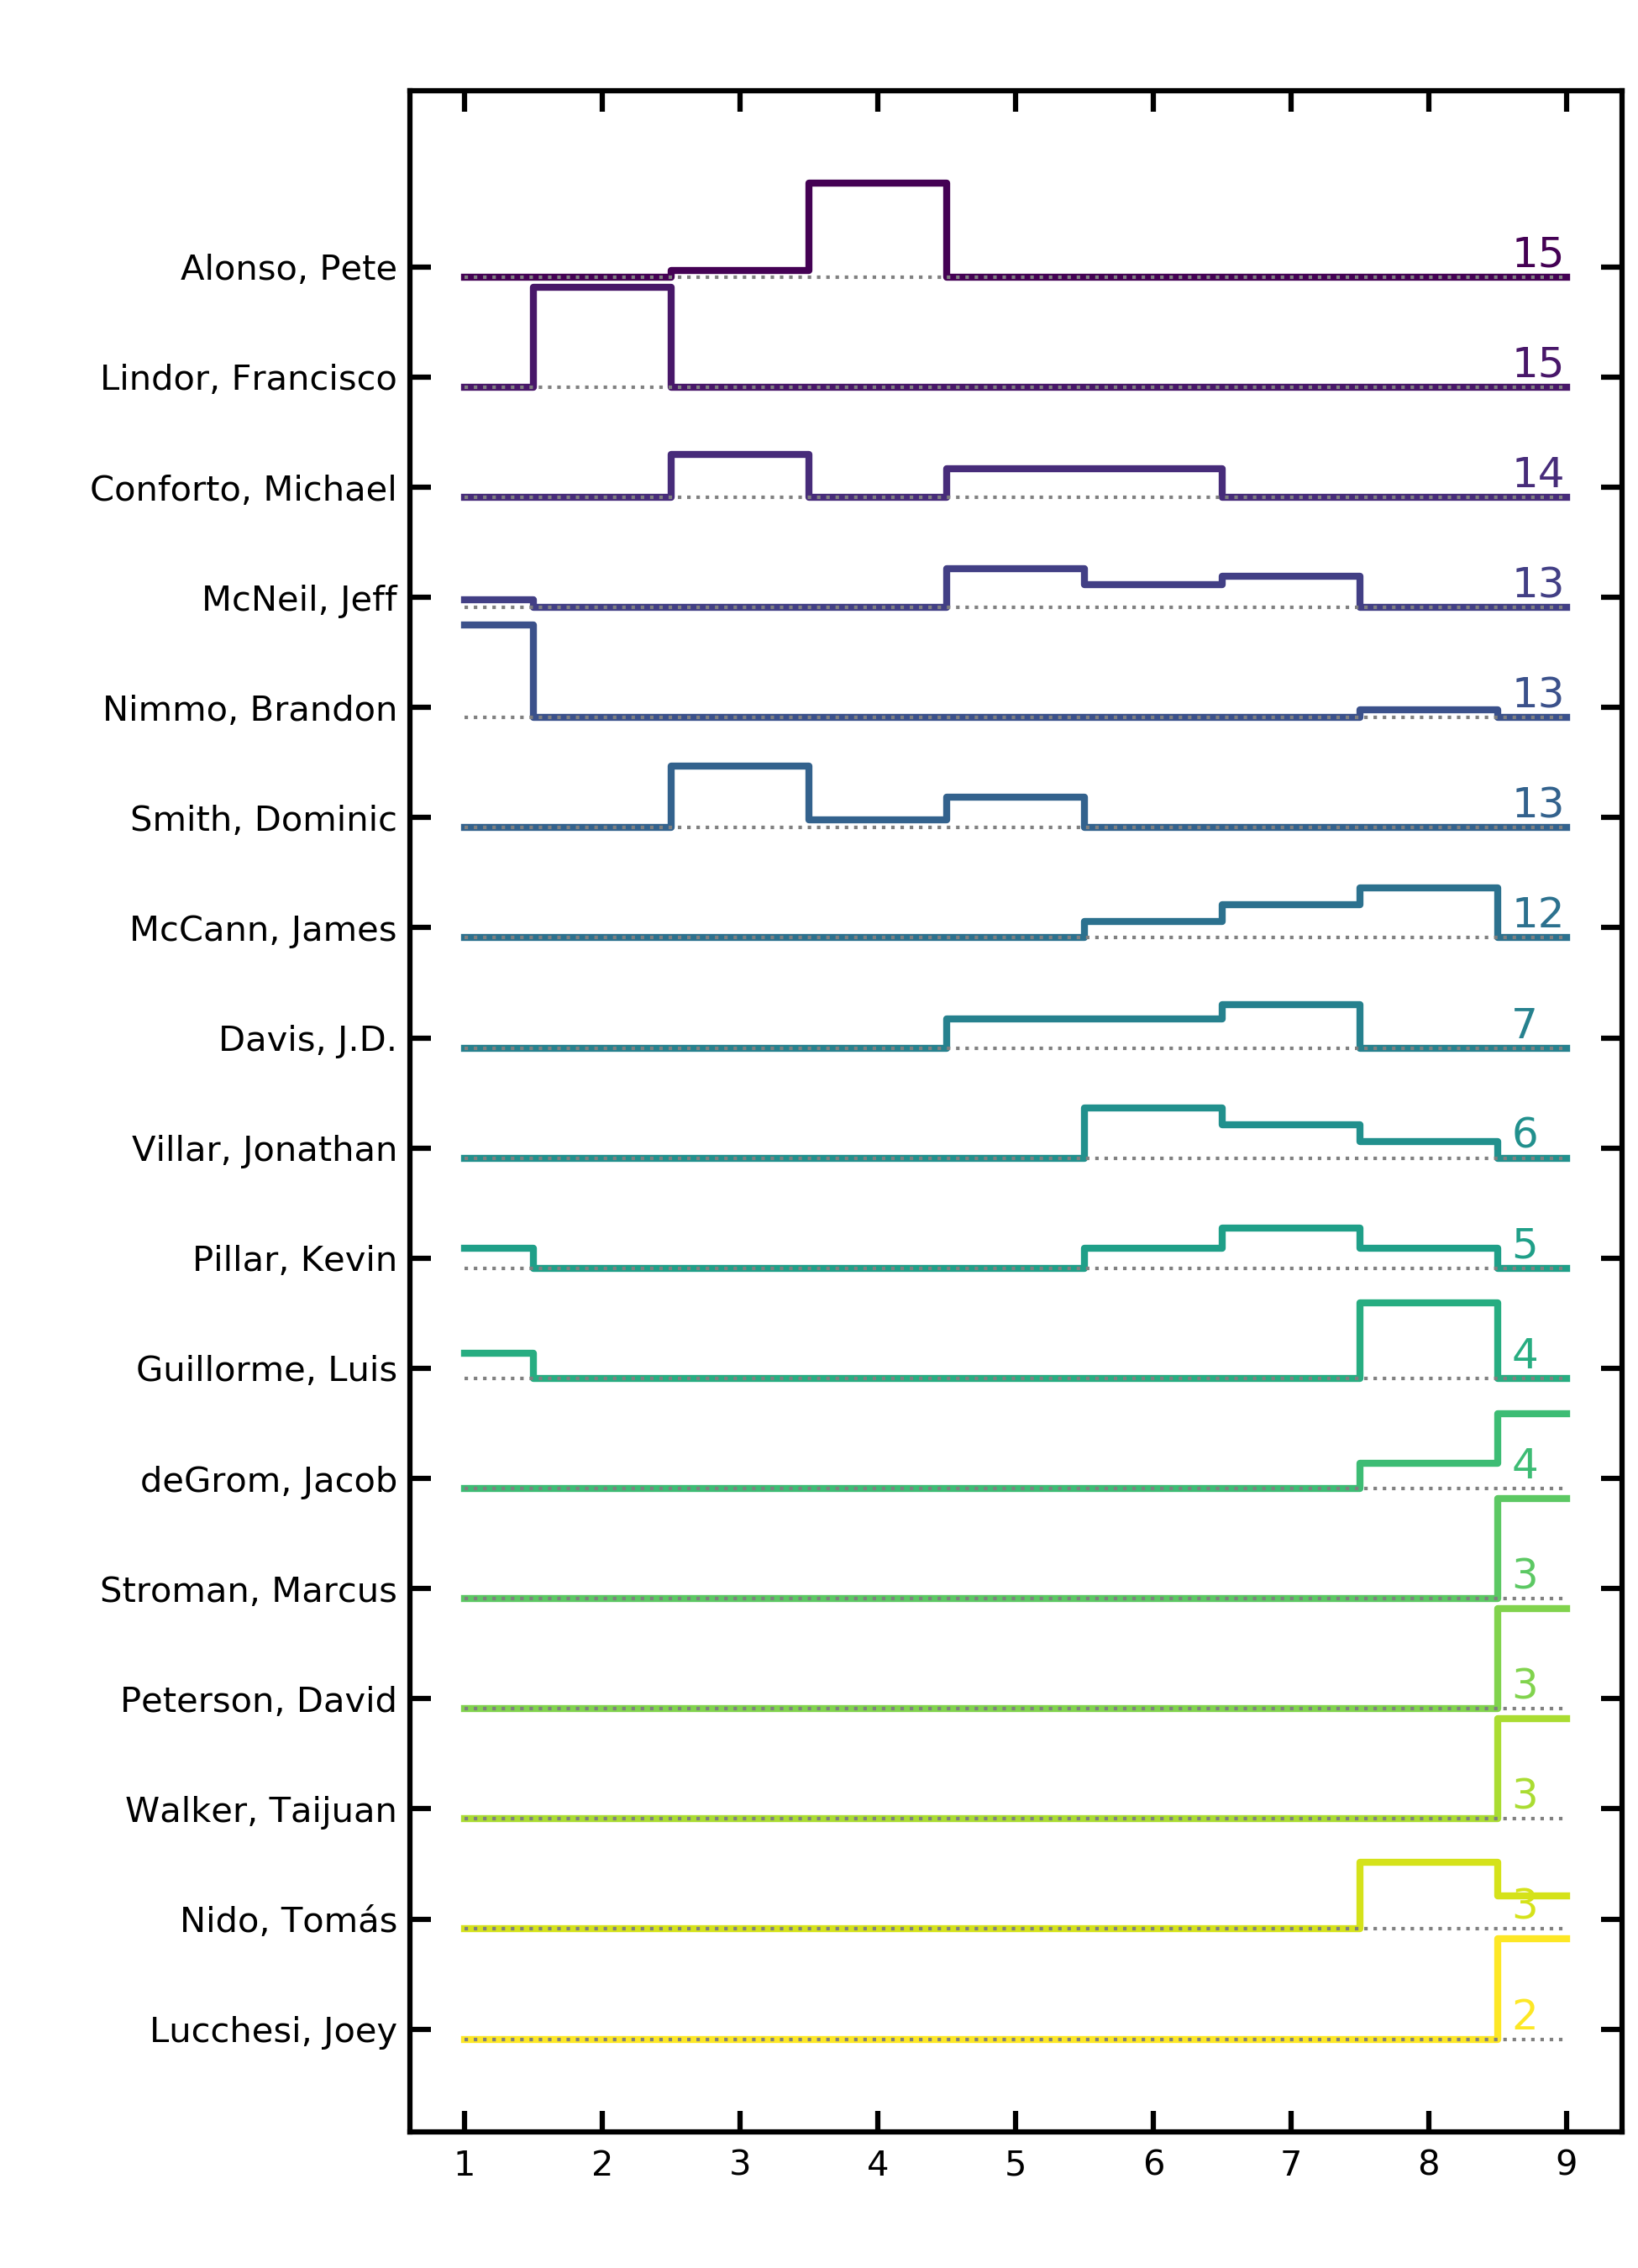 Alonso, Pete 15
Lindor, Francisco 15
Conforto, Michael 14
McNeil, Jeff 13
Nimmo, Brandon 13
Smith, Dominic 13
McCann, James 12
Davis, J.D. 7
Villar, Jonathan 6
Pillar, Kevin 5
Guillorme, Luis 4
deGrom, Jacob 4
Stroman, Marcus 3
Peterson, David 3
Walker, Taijuan 3
Nido, Tomás 3
Lucchesi, Joey 2
1 2 3 4 5 6 7 8 9